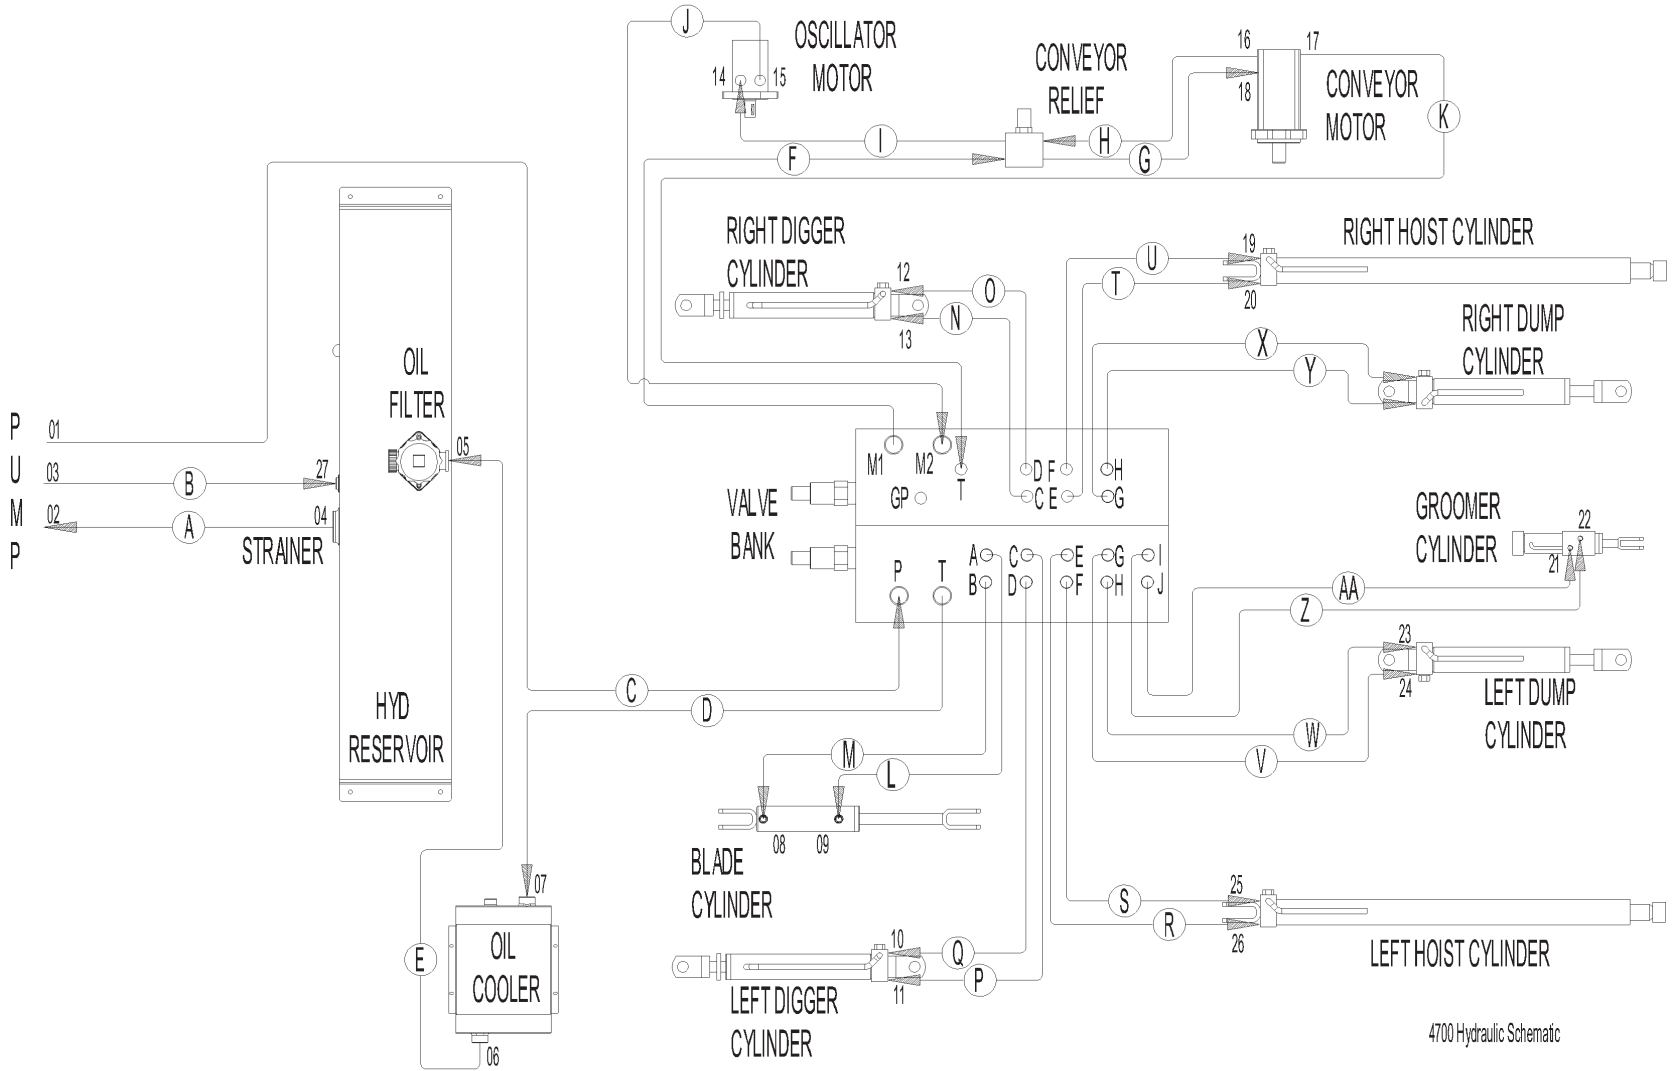 J
OSCILLATOR
MOTOR
14
15
CONVEYOR
RELIEF
16
17
18
CONVEYOR
MOTOR
K
I
H
F
G
RIGHT DIGGER
CYLINDER
12
13
O
N
U
T
19
20
RIGHT HOIST CYLINDER
X
Y
RIGHT DUMP
CYLINDER
OIL
FILTER
05
P
U
M
P
01
03
02
B
A
27
04
STRAINER
HYD
RESERVOIR
VALVE
BANK
M1
M2
T
GP
D F
C E
H
G
P
T
A
B
C
D
E
F
G
H
I
J
GROOMER
CYLINDER
22
21
AA
Z
23
24
LEFT DUMP
CYLINDER
W
V
C
D
M
L
08
09
BLADE
CYLINDER
07
OIL
COOLER
06
E
10
11
Q
P
LEFT DIGGER
CYLINDER
S
R
25
26
LEFT HOIST CYLINDER
4700 Hydraulic Schematic